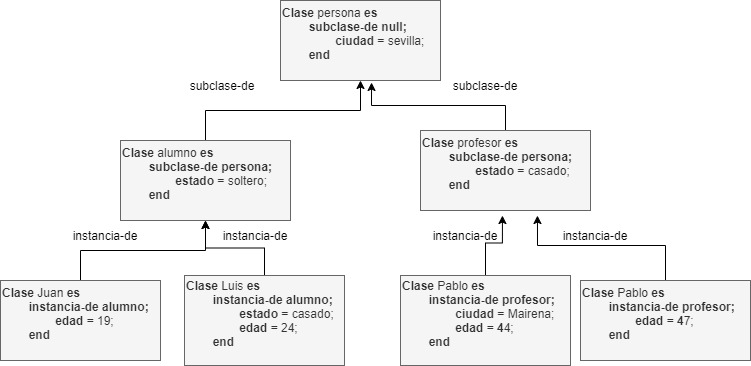 Clase persona es
subclase-de null;
ciudad = sevilla;
end
subclase-de
subclase-de
Clase alumno es
subclase-de persona;
estado = soltero;
end
Clase profesor es
subclase-de persona;
estado = casado;
end
instancia-de
instancia-de
instancia-de
instancia-de
Clase Juan es
instancia-de alumno;
edad = 19;
end
Clase Luis es
instancia-de alumno;
estado = casado;
edad = 24;
end
Clase Pablo es
instancia-de profesor;
ciudad = Mairena;
edad = 44;
end
Clase Pablo es
instancia-de profesor;
edad = 47;
end